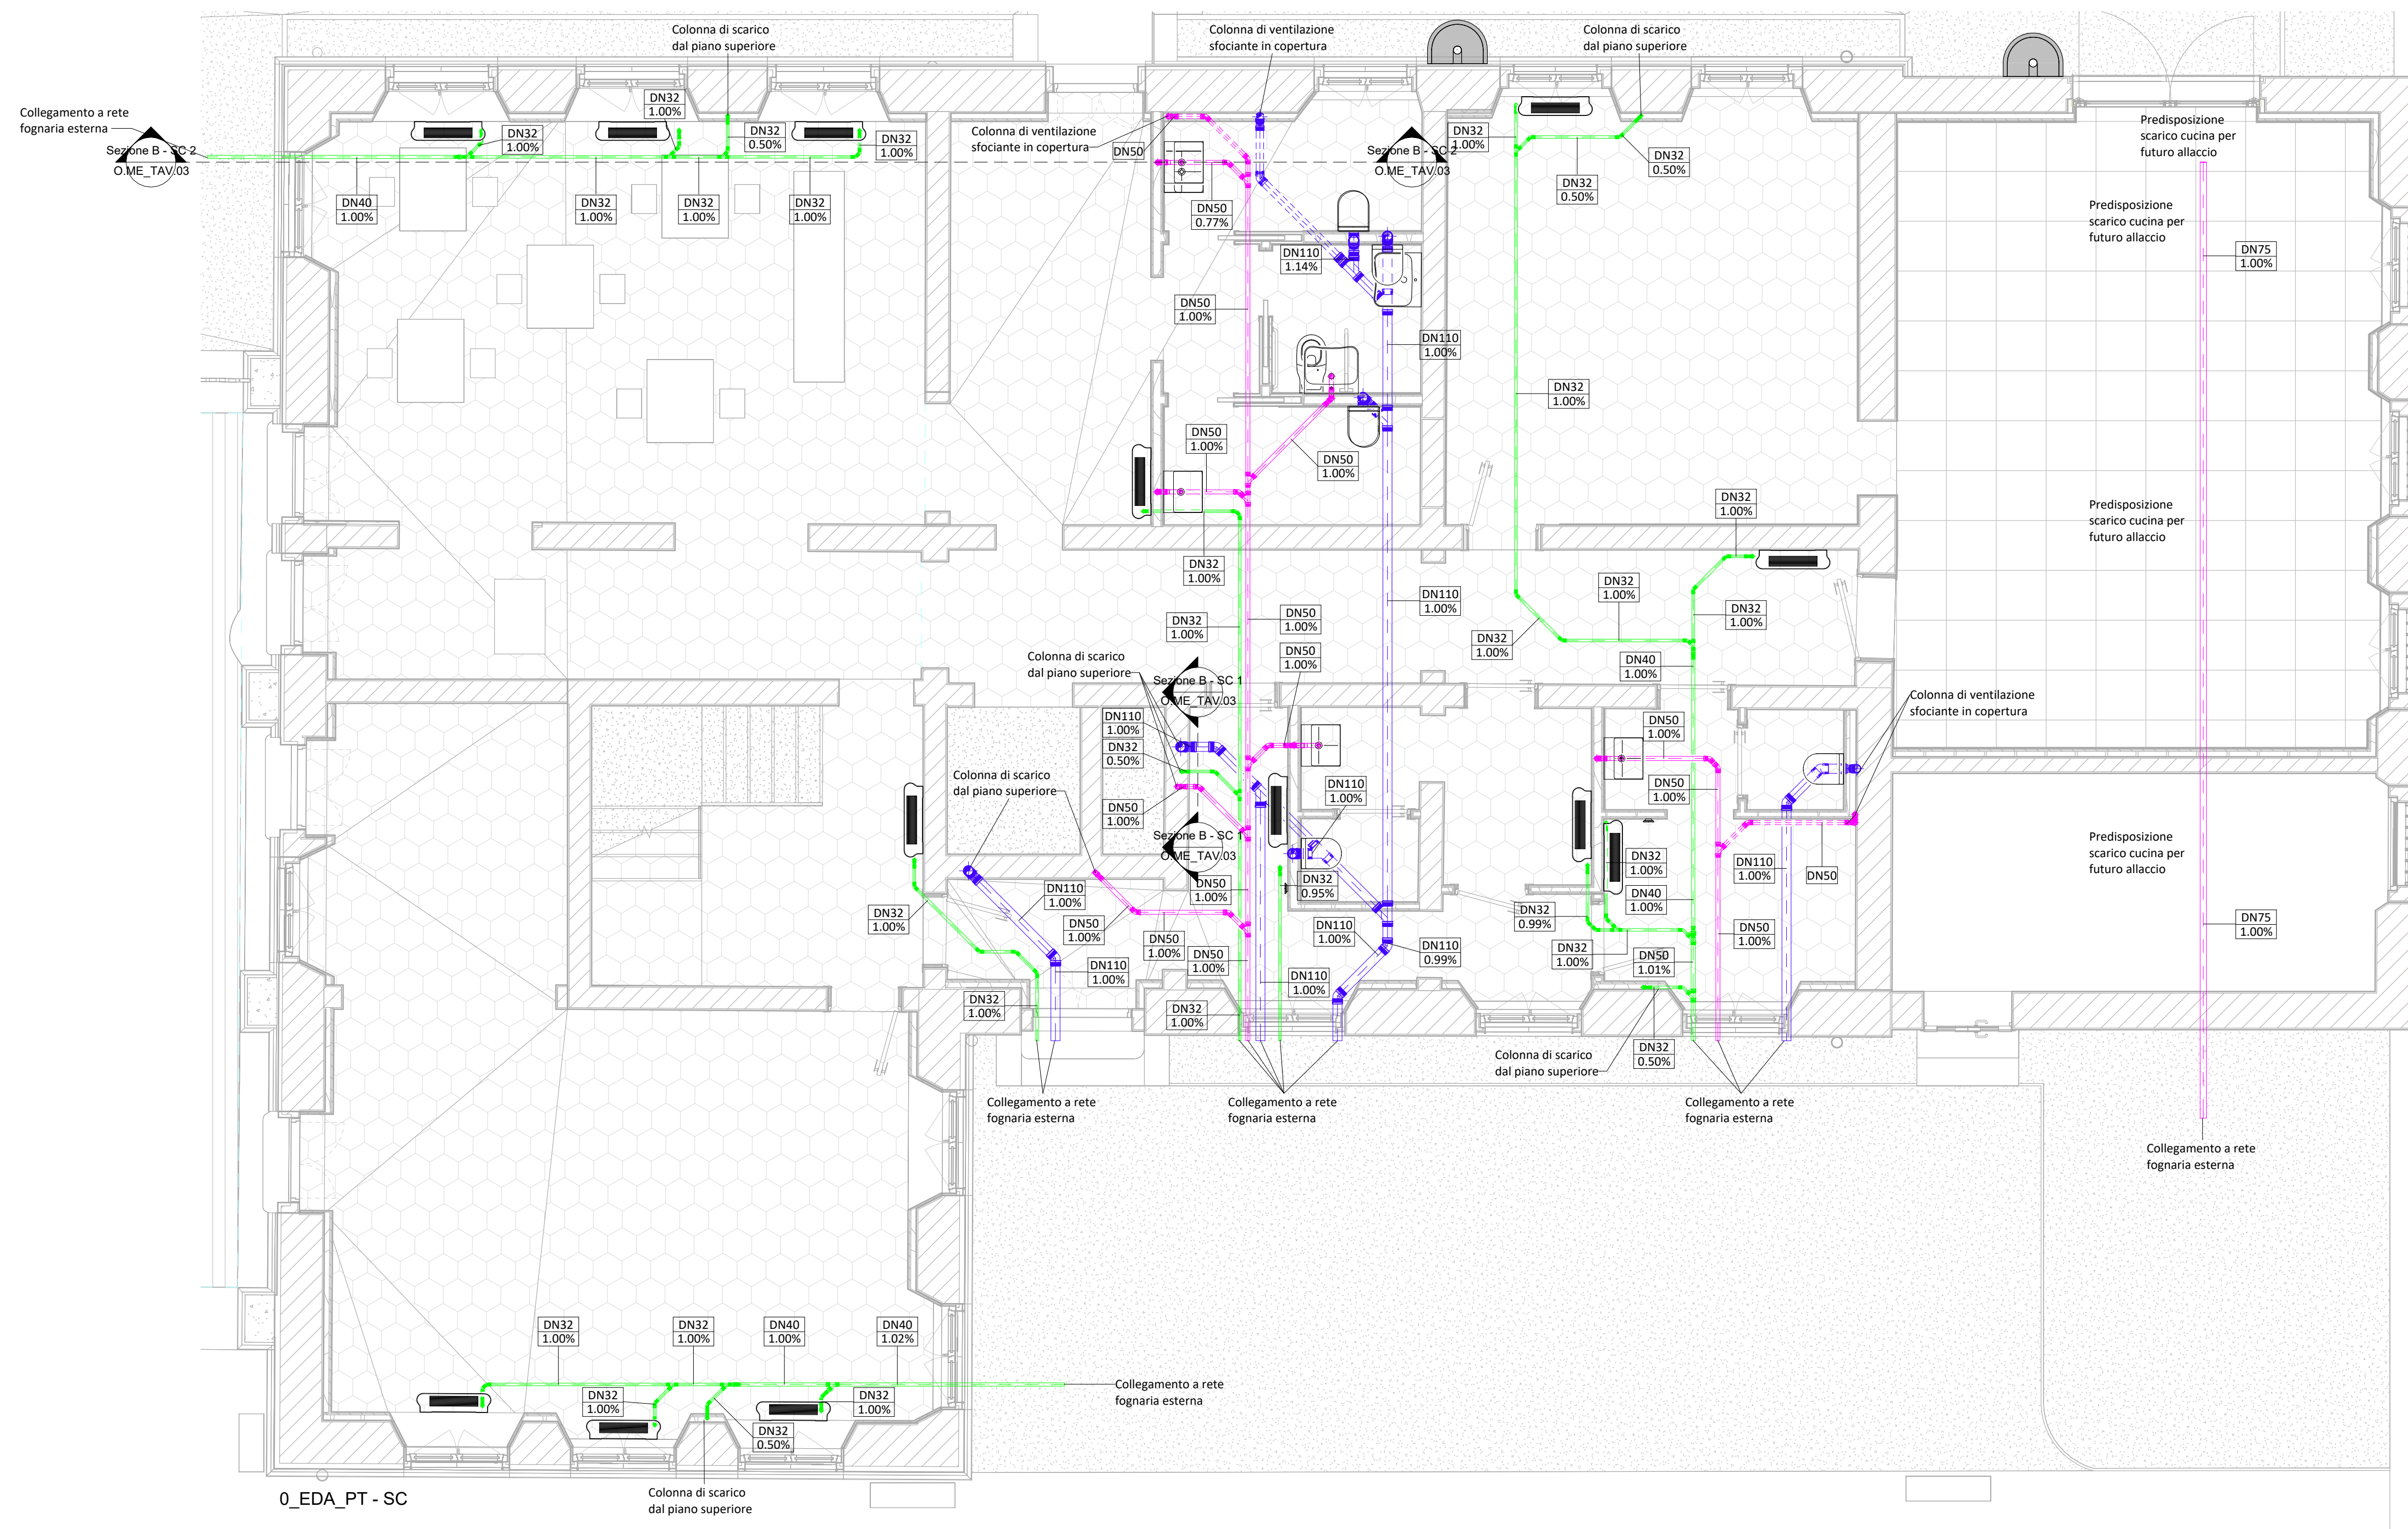 Colonna di scarico
dal piano superiore
Colonna di ventilazione
sfociante in copertura
Colonna di scarico
dal piano superiore
Collegamento a rete
fognaria esterna
Sezione B - SC 2
O.ME_TAV.03
DN32
1.00%
DN32
1.00%
DN32
0.50%
DN32
1.00%
Colonna di ventilazione
sfociante in copertura
DN50
Sezione B - SC 2
O.ME_TAV.03
DN32
1.00%
DN32
0.50%
DN32
0.50%
Predisposizione
scarico cucina per
futuro allaccio
DN40
1.00%
DN32
1.00%
DN32
1.00%
DN32
1.00%
DN50
0.77%
Predisposizione
scarico cucina per
futuro allaccio
DN110
1.14%
DN75
1.00%
DN50
1.00%
DN110
1.00%
DN32
1.00%
DN50
1.00%
DN50
1.00%
DN32
1.00%
Predisposizione
scarico cucina per
futuro allaccio
DN32
1.00%
DN32
1.00%
DN110
1.00%
DN32
1.00%
DN50
1.00%
DN32
1.00%
DN32
1.00%
DN32
1.00%
DN50
1.00%
DN40
1.00%
Colonna di scarico
dal piano superiore
Sezione B - SC 1
O.ME_TAV.03
Colonna di ventilazione
sfociante in copertura
DN110
1.00%
DN32
0.50%
DN50
1.00%
DN50
1.00%
Colonna di scarico
dal piano superiore
DN110
1.00%
DN50
1.00%
Sezione B - SC 1
O.ME_TAV.03
Predisposizione
scarico cucina per
futuro allaccio
DN32
1.00%
DN110
1.00%
DN50
DN50
1.00%
DN32
0.95%
DN110
1.00%
DN40
1.00%
DN32
1.00%
DN50
1.00%
DN32
0.99%
DN75
1.00%
DN50
1.00%
DN110
1.00%
DN110
0.99%
DN50
1.00%
DN50
1.00%
DN32
1.00%
DN50
1.01%
DN110
1.00%
DN110
1.00%
DN32
1.00%
DN32
1.00%
DN32
0.50%
Colonna di scarico
dal piano superiore
Collegamento a rete
fognaria esterna
Collegamento a rete
fognaria esterna
Collegamento a rete
fognaria esterna
Collegamento a rete
fognaria esterna
DN32
1.00%
DN32
1.00%
DN40
1.00%
DN40
1.02%
Collegamento a rete
fognaria esterna
DN32
1.00%
DN32
1.00%
DN32
0.50%
Colonna di scarico
dal piano superiore
0_EDA_PT - SC